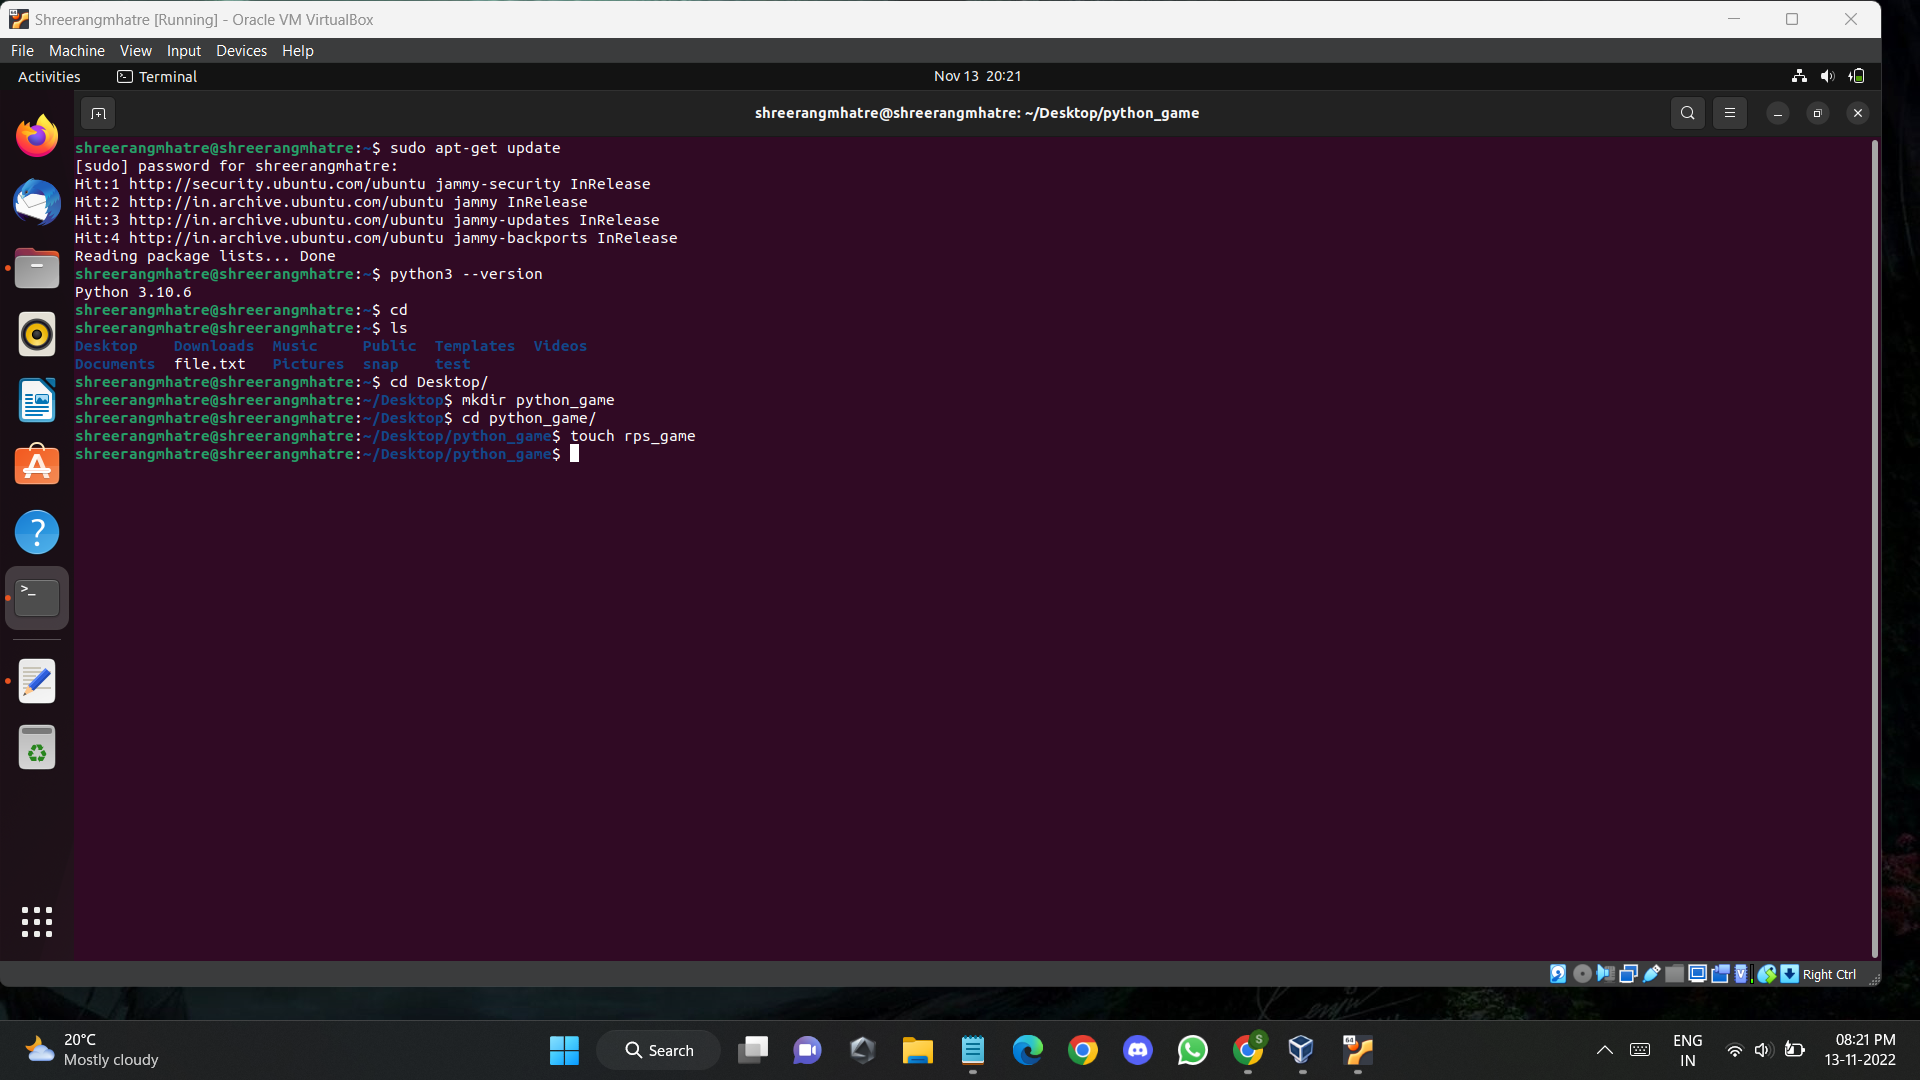 Shreerangmhatre [Running] - Oracle VM VirtualBox
File Machine View Input Devices Help
Activities Terminal Nov 13 20:21
shreerangmhatre@shreerangmhatre: ~/Desktop/python_game
shreerangmhatre@shreerangmhatre:~$ sudo apt-get update
[sudo] password for shreerangmhatre:
Hit:1 http://security.ubuntu.com/ubuntu jammy-security InRelease
Hit:2 http://in.archive.ubuntu.com/ubuntu jammy InRelease
Hit:3 http://in.archive.ubuntu.com/ubuntu jammy-updates InRelease
Hit:4 http://in.archive.ubuntu.com/ubuntu jammy-backports InRelease
Reading package lists... Done
shreerangmhatre@shreerangmhatre:~$ python3 --version
Python 3.10.6
shreerangmhatre@shreerangmhatre:~$ cd
shreerangmhatre@shreerangmhatre:~$ ls
Desktop Downloads Music Public Templates Videos
Documents file.txt Pictures snap test
shreerangmhatre@shreerangmhatre:~$ cd Desktop/
shreerangmhatre@shreerangmhatre:~/Desktop$ mkdir python_game
shreerangmhatre@shreerangmhatre:~/Desktop$ cd python_game/
shreerangmhatre@shreerangmhatre:~/Desktop/python_game$ touch rps_game
shreerangmhatre@shreerangmhatre:~/Desktop/python_game$
Right Ctrl
20°C
Mostly cloudy
Search
ENG
IN
08:21 PM
13-11-2022